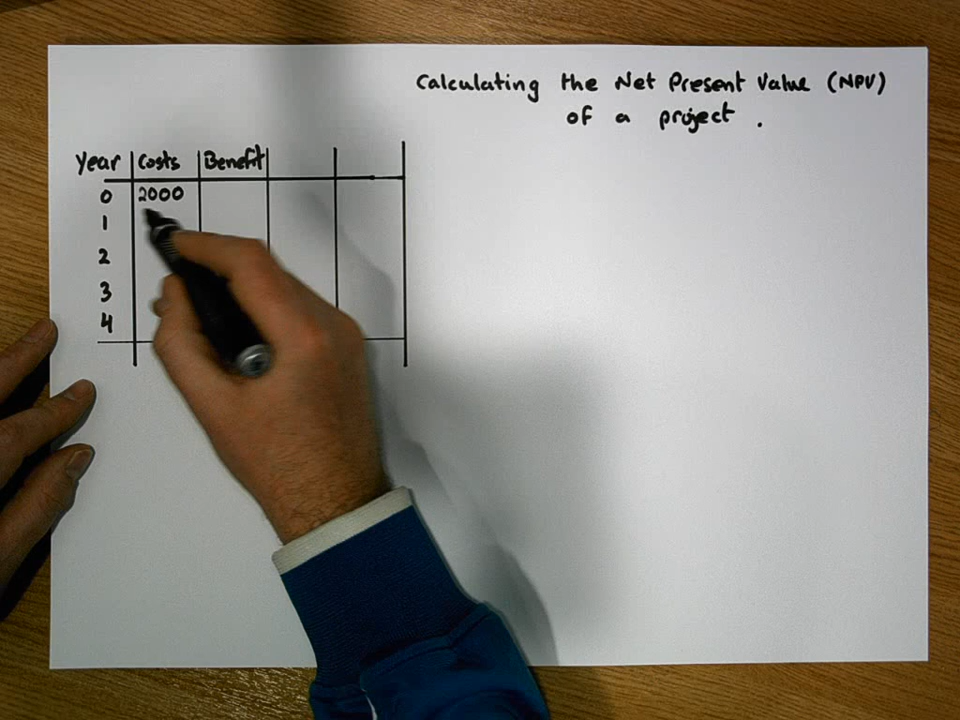 Calculating the Net Present Value (NPV)
of a project .
Year Costs Benefit
0 2000
1
2
3
4